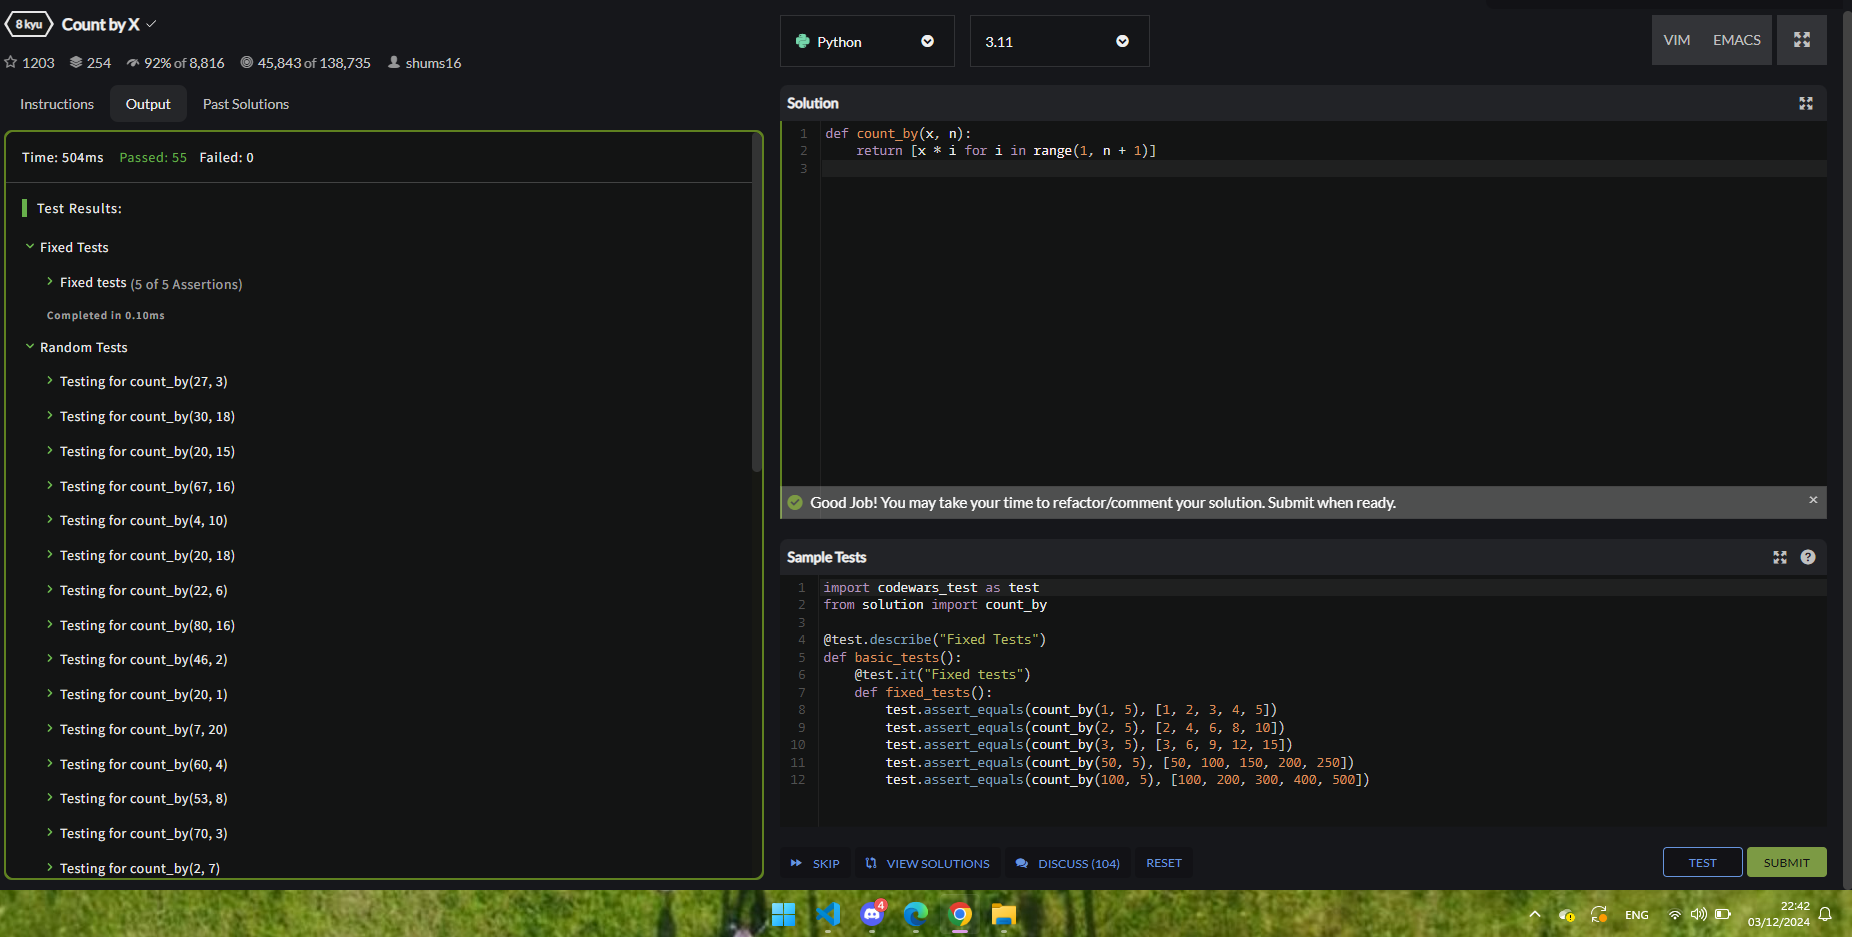 8 kyu Count by X
1203 254 92% of 8,816 45,843 of 138,735 shums16
Instructions Output Past Solutions
Time: 504ms Passed: 55 Failed: 0
Test Results:
Fixed Tests
Fixed tests (5 of 5 Assertions)
Completed in 0.10ms
Random Tests
Testing for count_by(27, 3)
Testing for count_by(30, 18)
Testing for count_by(20, 15)
Testing for count_by(67, 16)
Testing for count_by(4, 10)
Testing for count_by(20, 18)
Testing for count_by(22, 6)
Testing for count_by(80, 16)
Testing for count_by(46, 2)
Testing for count_by(20, 1)
Testing for count_by(7, 20)
Testing for count_by(60, 4)
Testing for count_by(53, 8)
Testing for count_by(70, 3)
Testing for count_by(2, 7)
Python 3.11 VIM EMACS
Solution
1 def count_by(x, n):
2 return [x * i for i in range(1, n + 1)]
3
Good Job! You may take your time to refactor/comment your solution. Submit when ready.
Sample Tests
1 import codewars_test as test
2 from solution import count_by
3
4 @test.describe("Fixed Tests")
5 def basic_tests():
6 @test.it("Fixed tests")
7 def fixed_tests():
8 test.assert_equals(count_by(1, 5), [1, 2, 3, 4, 5])
9 test.assert_equals(count_by(2, 5), [2, 4, 6, 8, 10])
10 test.assert_equals(count_by(3, 5), [3, 6, 9, 12, 15])
11 test.assert_equals(count_by(50, 5), [50, 100, 150, 200, 250])
12 test.assert_equals(count_by(100, 5), [100, 200, 300, 400, 500])
SKIP VIEW SOLUTIONS DISCUSS (104) RESET TEST SUBMIT
4
ENG
22:42
03/12/2024